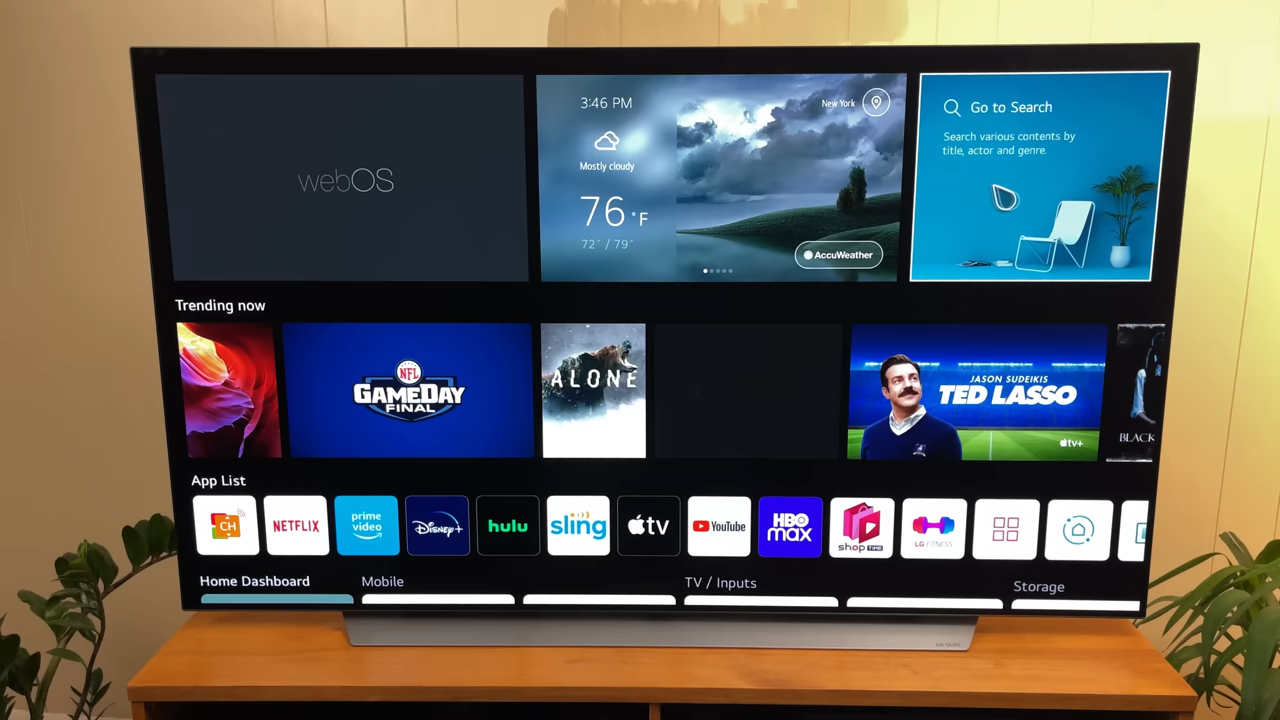 webOS
3:46 PM
New York
Mostly cloudy
76°F
72° / 79°
AccuWeather
Go to Search
Search various contents by
title, actor and genre.
Trending now
NFL
GAMEDAY
FINAL
ALONE
JASON SUDEIKIS
TED LASSO
tv+
BLACK
App List
CH
NETFLIX
prime
video
Disney+
hulu
sling
tv
YouTube
HBO
max
shop TIME
LG FITNESS
Home Dashboard
Mobile
TV / Inputs
Storage